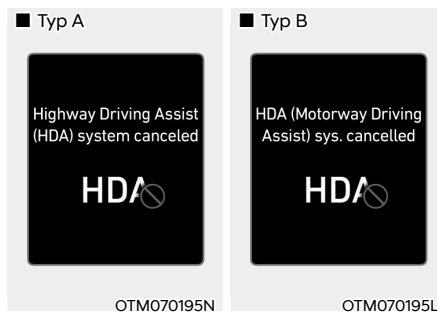 ■ Typ A
Highway Driving Assist
(HDA) system canceled
HDA
OTM070195N
■ Typ B
HDA (Motorway Driving
Assist) sys. cancelled
HDA
OTM070195L